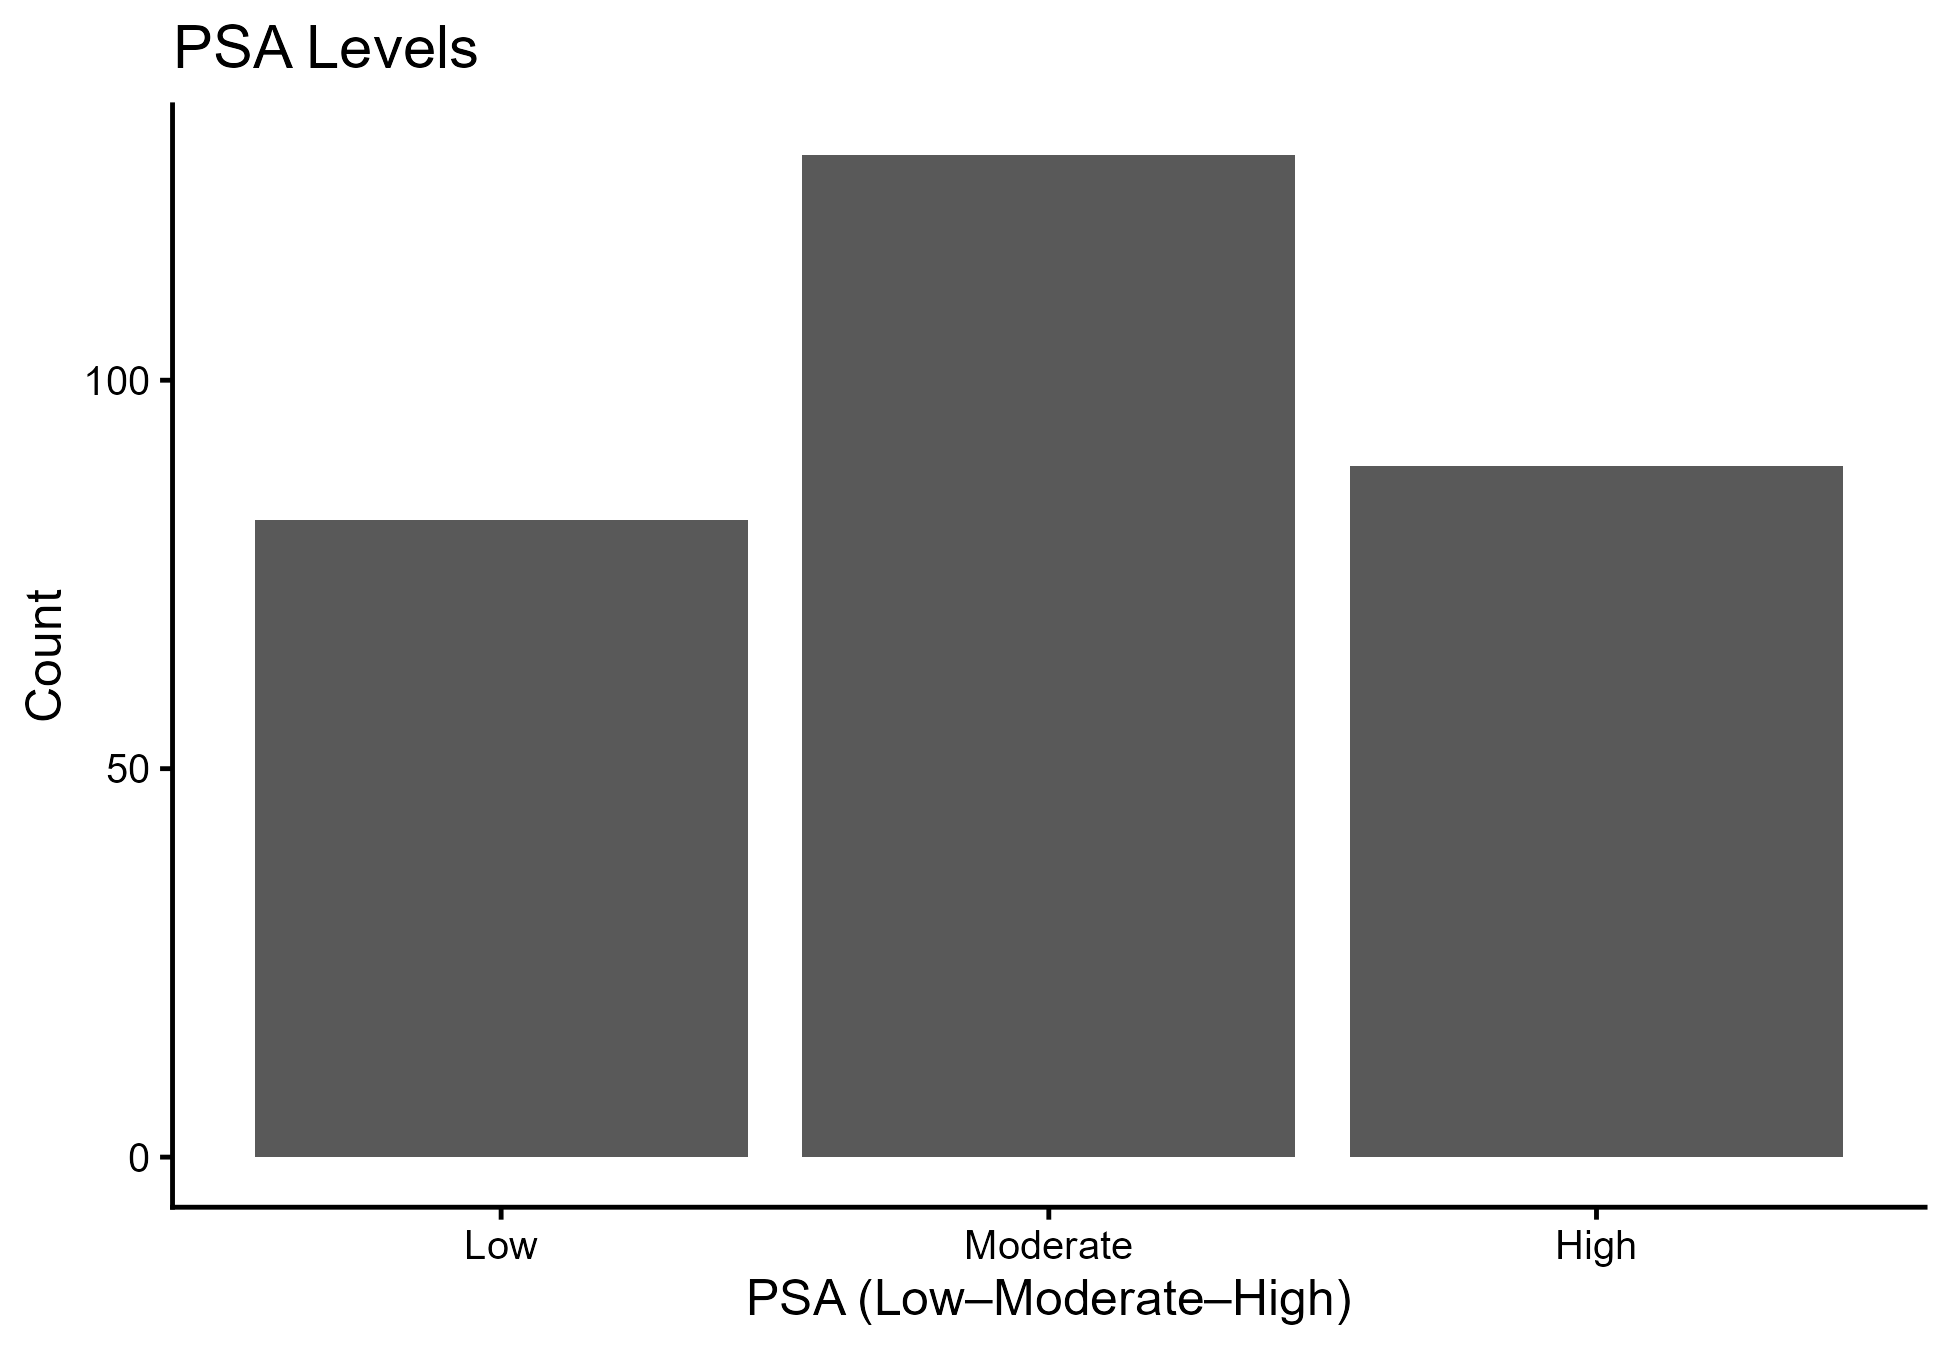 PSA Levels
Count
100
50
0
Low
Moderate
High
PSA (Low–Moderate–High)